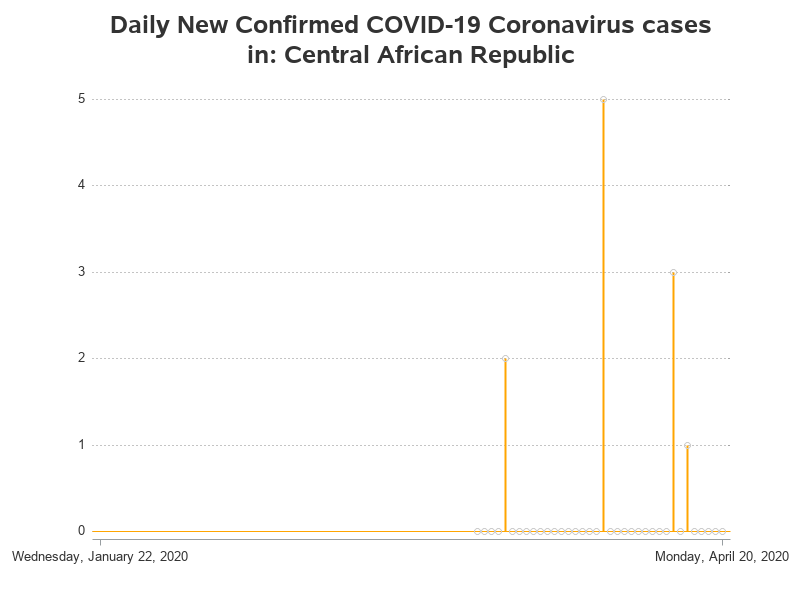 Daily New Confirmed COVID-19 Coronavirus cases
in: Central African Republic
5
4
3
2
1
0
Wednesday, January 22, 2020
Monday, April 20, 2020